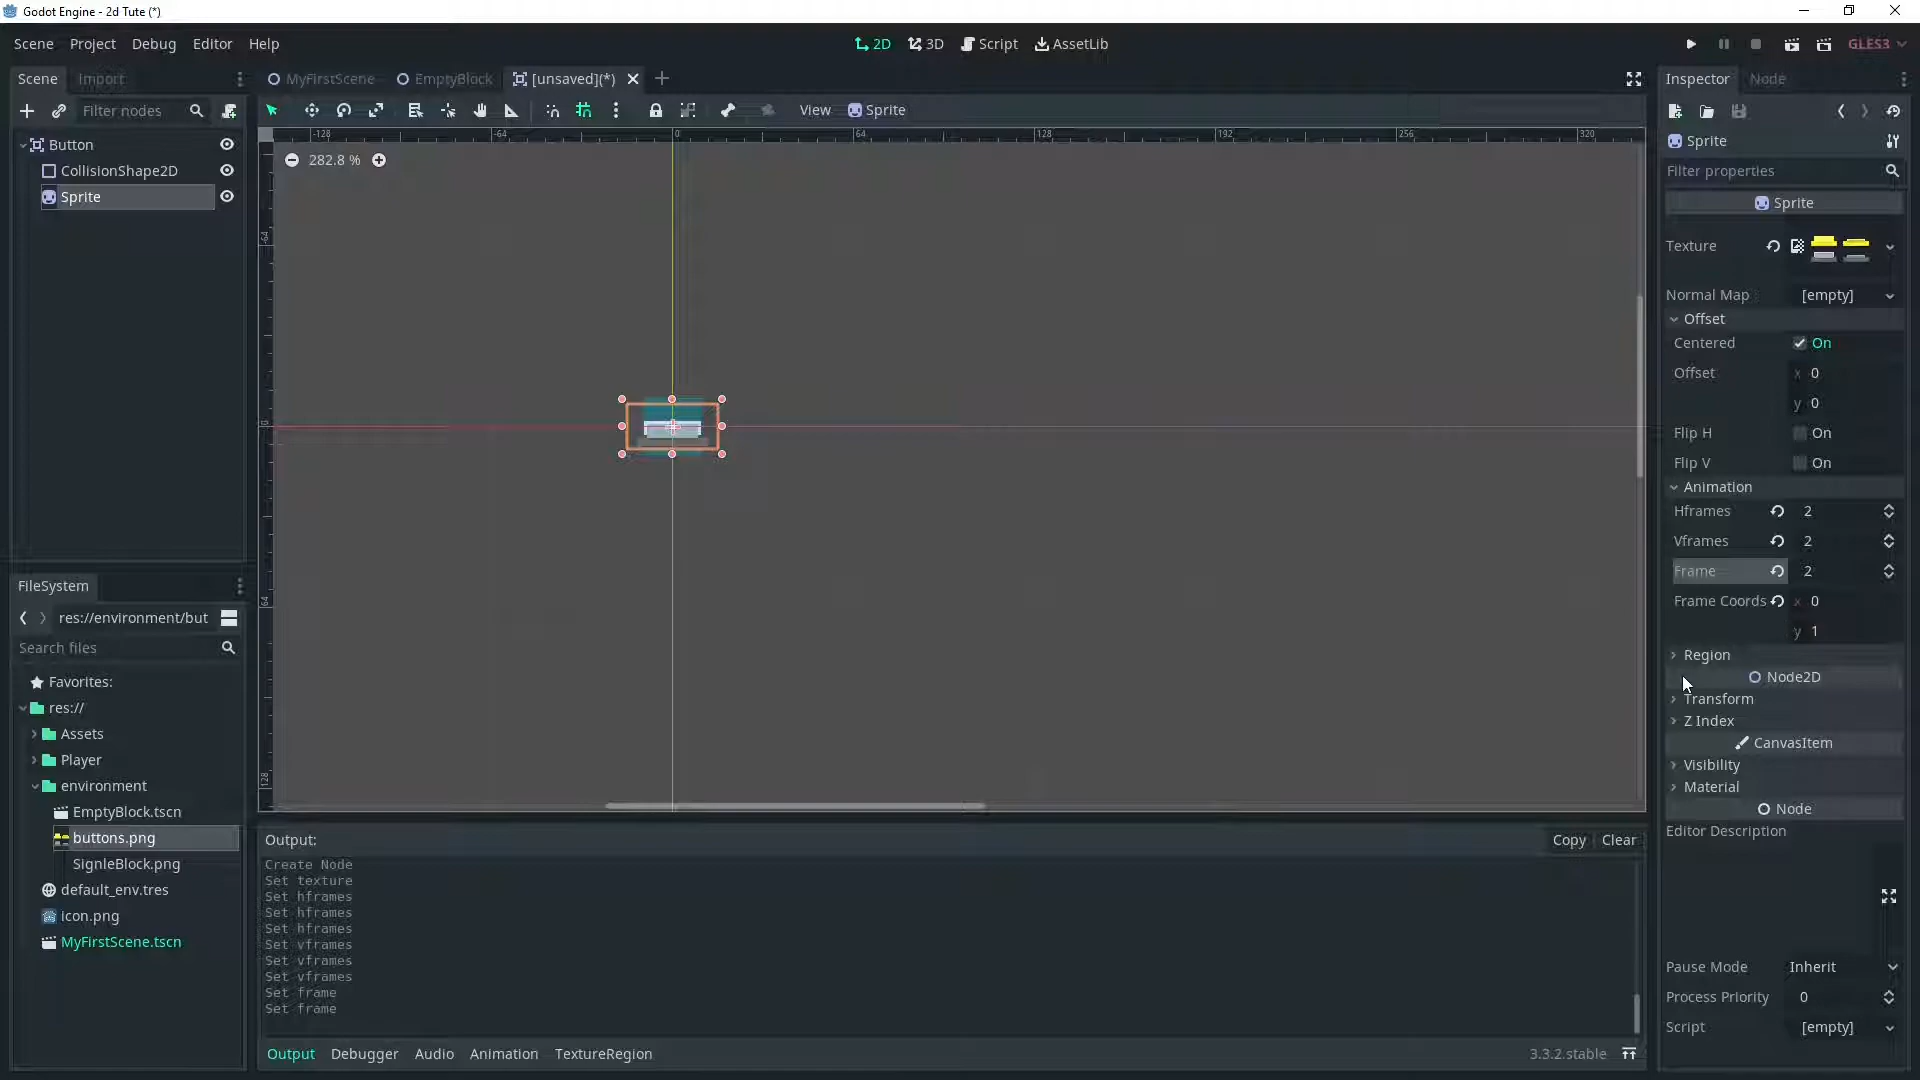 Godot Engine - 2d Tute (*)
Scene Project Debug Editor Help
2D 3D Script AssetLib
GLES3
Scene Import
MyFirstScene EmptyBlock [unsaved](*)
Inspector Node
Filter nodes
View Sprite
-128 -64 0 64 128 192 256 320
Button
CollisionShape2D
Sprite
282.8 %
-64
0
64
128
Sprite
Filter properties
Sprite
Texture
Normal Map [empty]
Offset
Centered On
Offset x 0
y 0
Flip H On
Flip V On
Animation
Hframes 2
Vframes 2
Frame 2
Frame Coords x 0
y 1
Region
Node2D
Transform
Z Index
CanvasItem
Visibility
Material
Node
Editor Description
Pause Mode Inherit
Process Priority 0
Script [empty]
FileSystem
res://environment/but
Search files
Favorites:
res://
Assets
Player
environment
EmptyBlock.tscn
buttons.png
SignleBlock.png
default_env.tres
icon.png
MyFirstScene.tscn
Output: Copy Clear
Create Node
Set texture
Set hframes
Set hframes
Set hframes
Set vframes
Set vframes
Set vframes
Set frame
Set frame
Output Debugger Audio Animation TextureRegion 3.3.2.stable